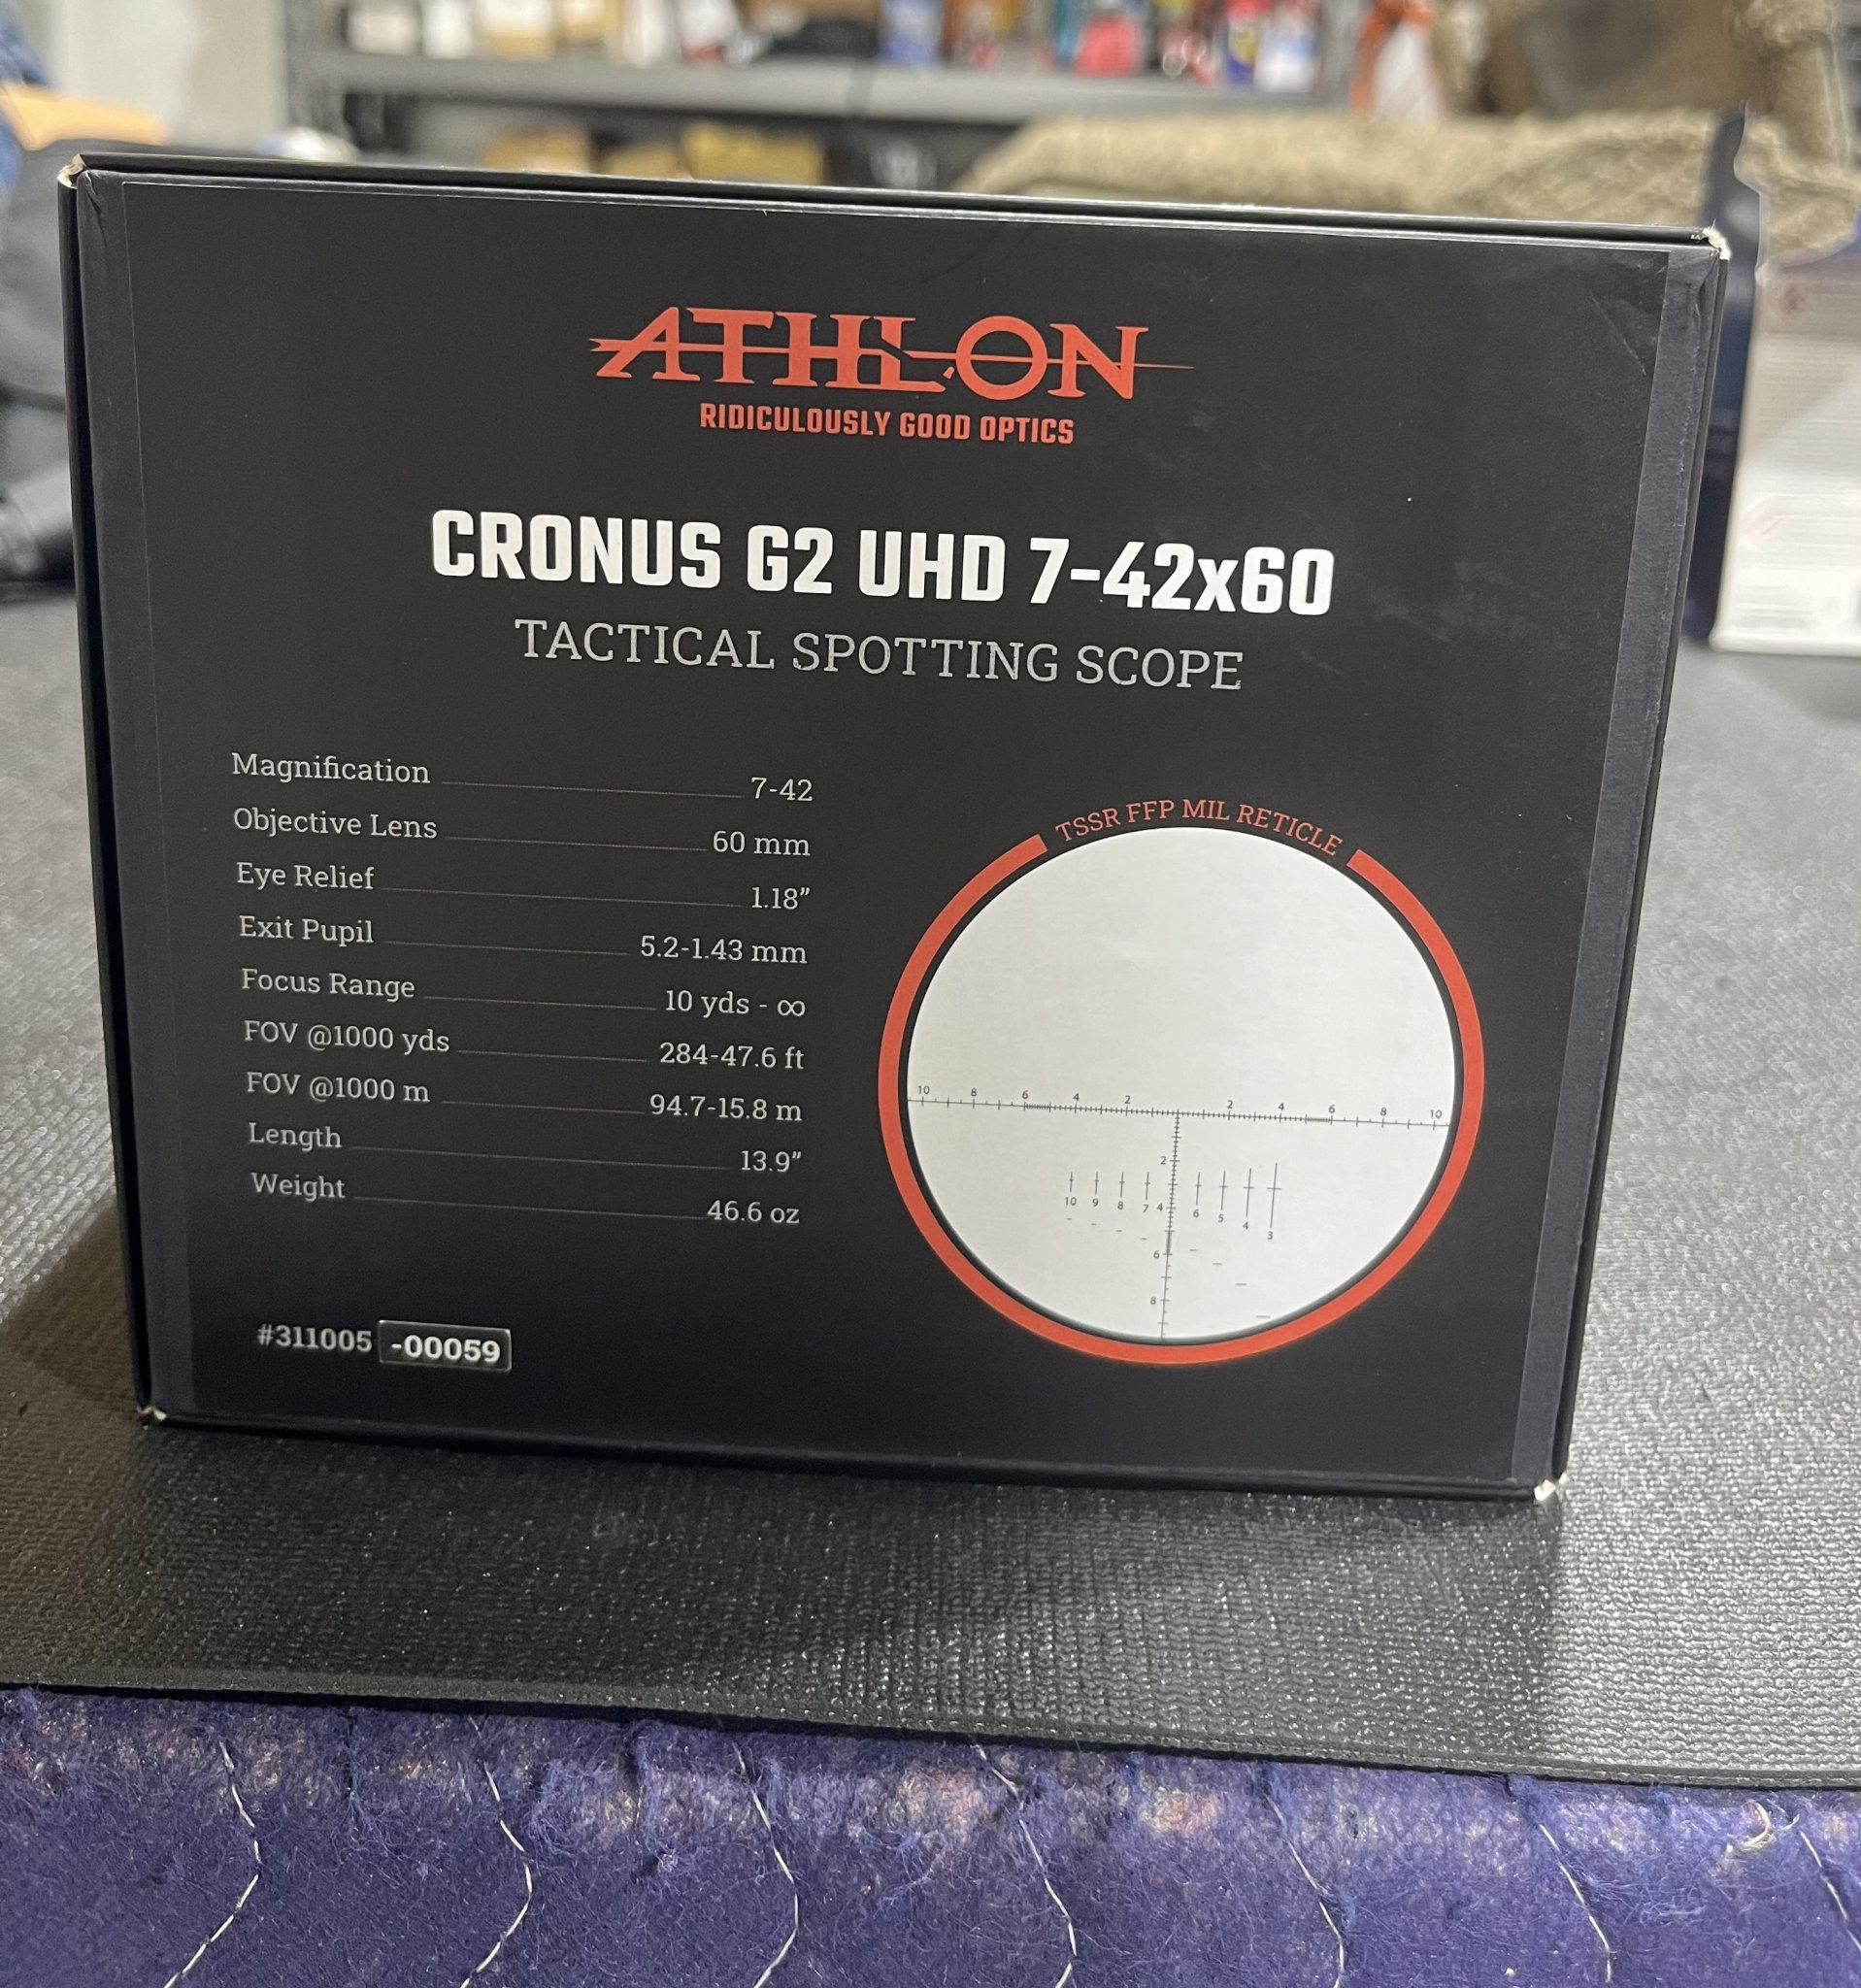 ATHLON
RIDICULOUSLY GOOD OPTICS
CRONUS G2 UHD 7-42x60
TACTICAL SPOTTING SCOPE
Magnification 7-42
Objective Lens 60 mm
Eye Relief 1.18”
Exit Pupil 5.2-1.43 mm
Focus Range 10 yds - ∞
FOV @1000 yds 284-47.6 ft
FOV @1000 m 94.7-15.8 m
Length 13.9”
Weight 46.6 oz
#311005 -00059
TSSR FFP MIL RETICLE
10 8 6 4 2 2 4 6 8 10
2
10 9 8 7 4 6 5 4 3
6
8